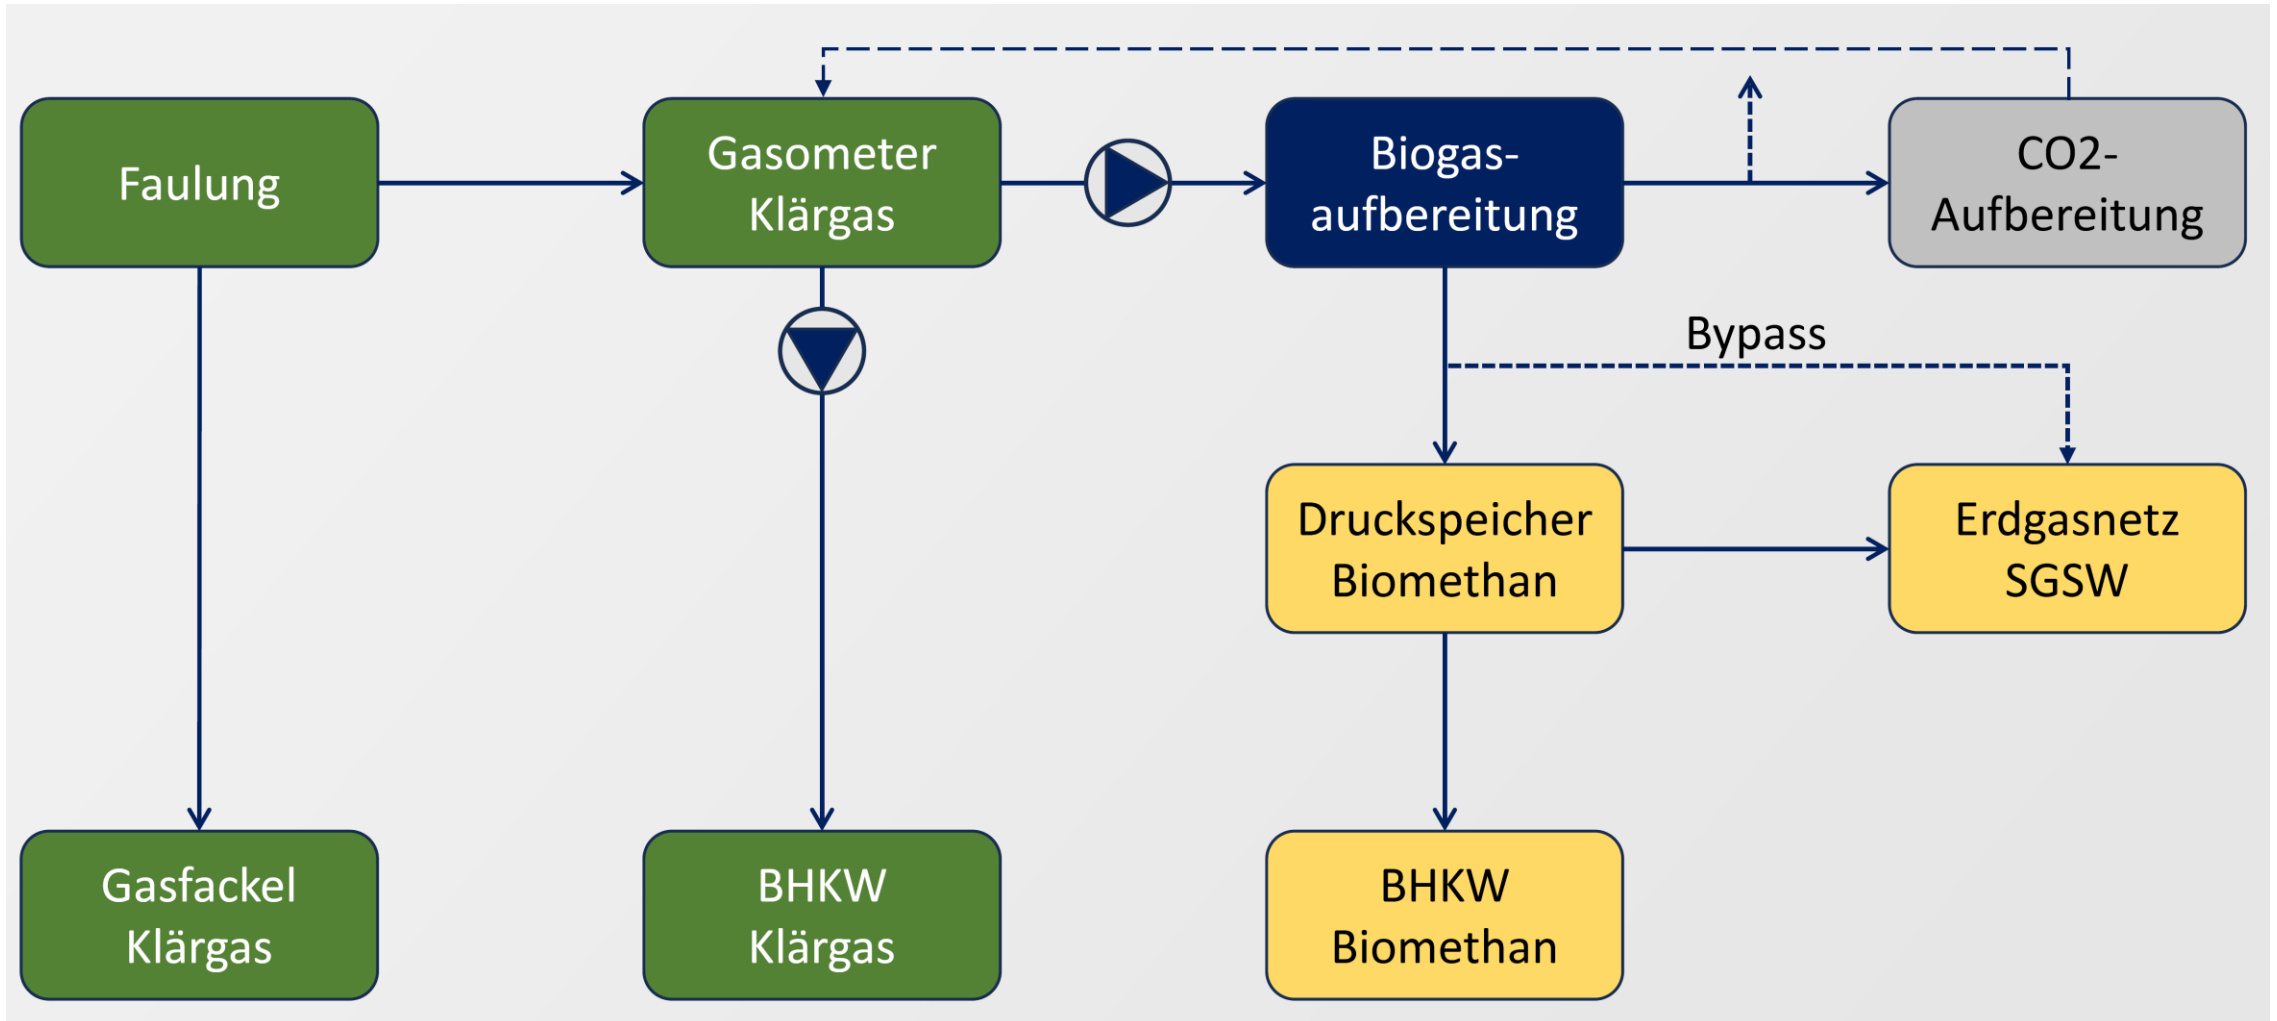 Faulung
Gasometer
Klärgas
Biogas-
aufbereitung
CO2-
Aufbereitung
Bypass
Druckspeicher
Biomethan
Erdgasnetz
SGSW
Gasfackel
Klärgas
BHKW
Klärgas
BHKW
Biomethan